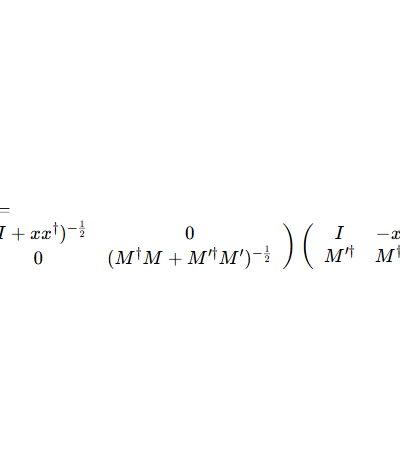 =
I + xx†)^{-1/2} 0 ) ( I −x
0 (M†M + M′†M′)^{-1/2} M′† M†